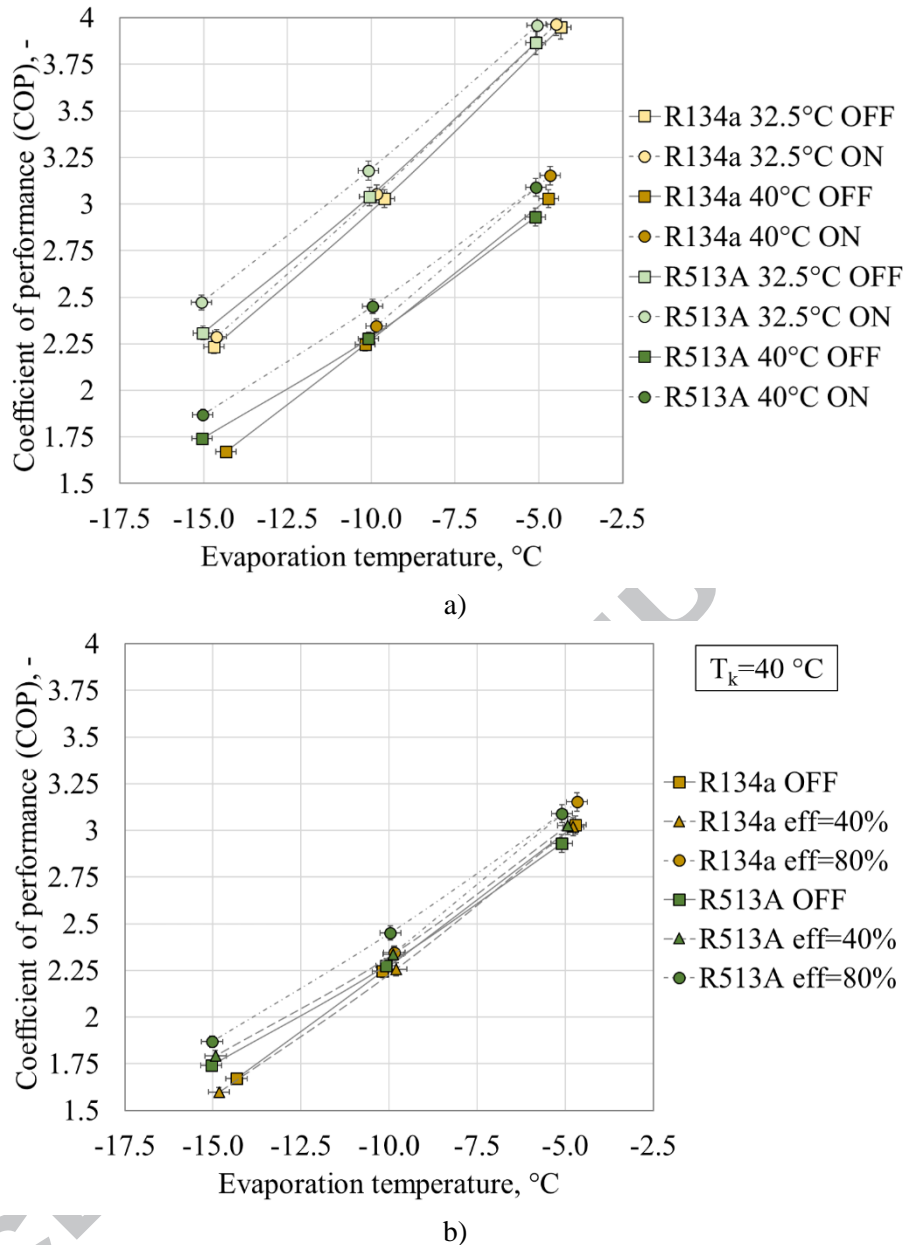 Coefficient of performance (COP), -
4
3.75
3.5
3.25
3
2.75
2.5
2.25
2
1.75
1.5
-17.5 -15.0 -12.5 -10.0 -7.5 -5.0 -2.5
Evaporation temperature, °C
R134a 32.5°C OFF
R134a 32.5°C ON
R134a 40°C OFF
R134a 40°C ON
R513A 32.5°C OFF
R513A 32.5°C ON
R513A 40°C OFF
R513A 40°C ON
a)
Coefficient of performance (COP), -
4
3.75
3.5
3.25
3
2.75
2.5
2.25
2
1.75
1.5
-17.5 -15.0 -12.5 -10.0 -7.5 -5.0 -2.5
Evaporation temperature, °C
Tk=40 °C
R134a OFF
R134a eff=40%
R134a eff=80%
R513A OFF
R513A eff=40%
R513A eff=80%
b)